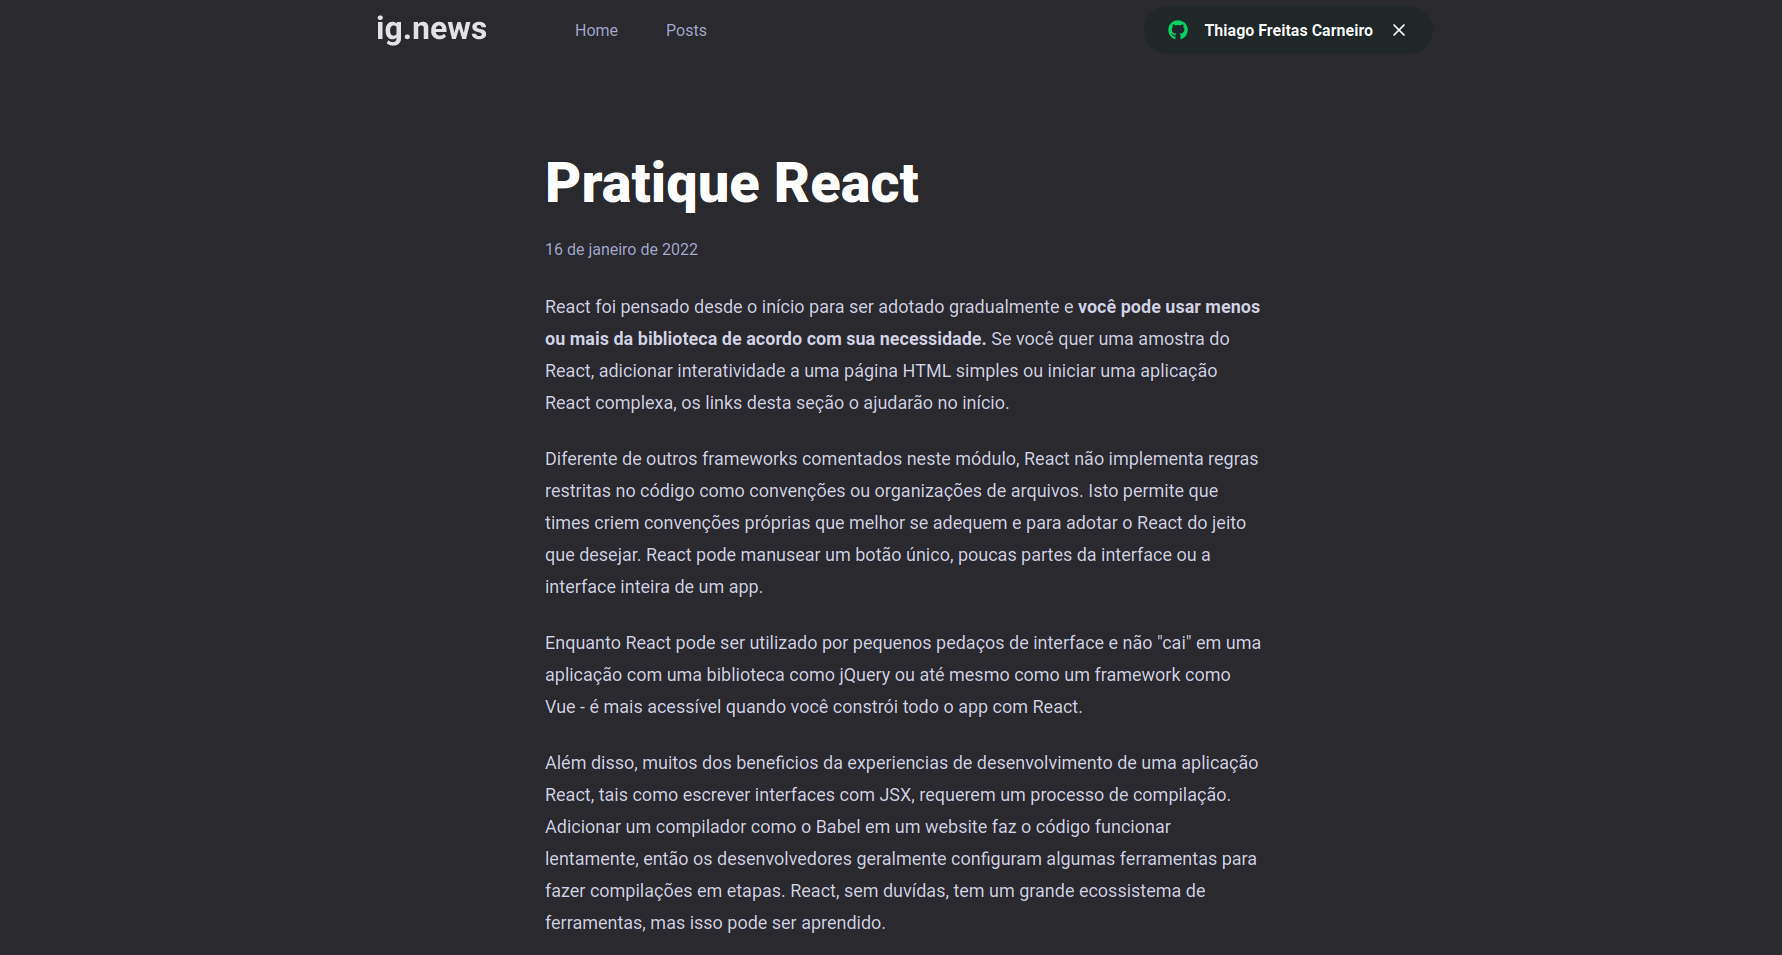 ig.news
Home
Posts
Thiago Freitas Carneiro
Pratique React
16 de janeiro de 2022
React foi pensado desde o início para ser adotado gradualmente e você pode usar menos
ou mais da biblioteca de acordo com sua necessidade. Se você quer uma amostra do
React, adicionar interatividade a uma página HTML simples ou iniciar uma aplicação
React complexa, os links desta seção o ajudarão no início.
Diferente de outros frameworks comentados neste módulo, React não implementa regras
restritas no código como convenções ou organizações de arquivos. Isto permite que
times criem convenções próprias que melhor se adequem e para adotar o React do jeito
que desejar. React pode manusear um botão único, poucas partes da interface ou a
interface inteira de um app.
Enquanto React pode ser utilizado por pequenos pedaços de interface e não "cai" em uma
aplicação com uma biblioteca como jQuery ou até mesmo como um framework como
Vue - é mais acessível quando você constrói todo o app com React.
Além disso, muitos dos beneficios da experiencias de desenvolvimento de uma aplicação
React, tais como escrever interfaces com JSX, requerem um processo de compilação.
Adicionar um compilador como o Babel em um website faz o código funcionar
lentamente, então os desenvolvedores geralmente configuram algumas ferramentas para
fazer compilações em etapas. React, sem duvídas, tem um grande ecossistema de
ferramentas, mas isso pode ser aprendido.